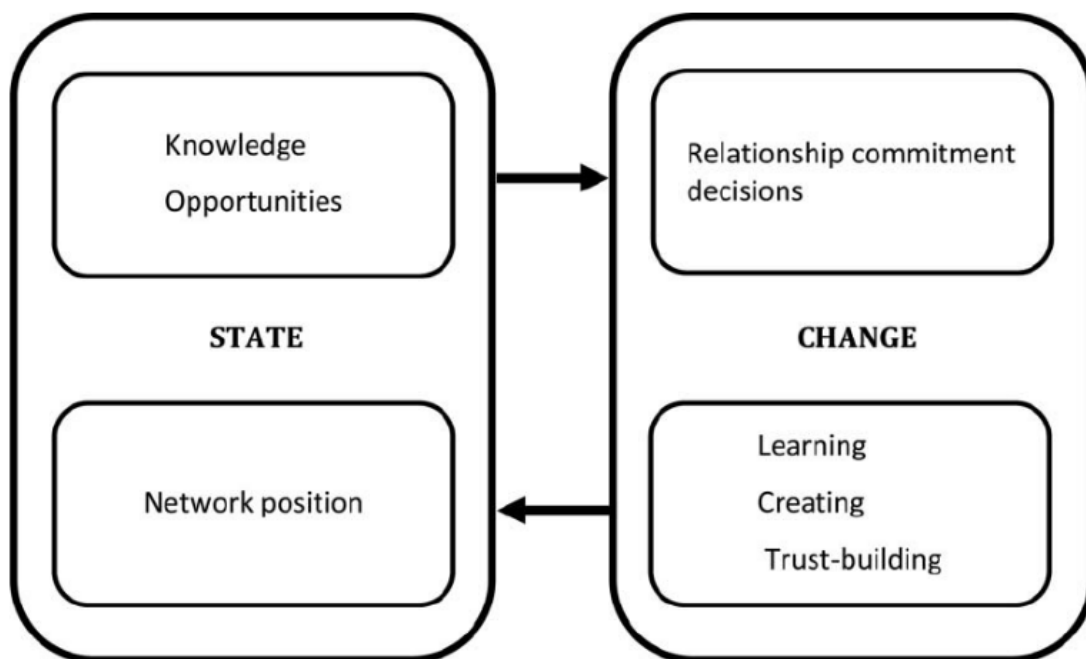 Knowledge
Opportunities
STATE
Network position
Relationship commitment
decisions
CHANGE
Learning
Creating
Trust-building